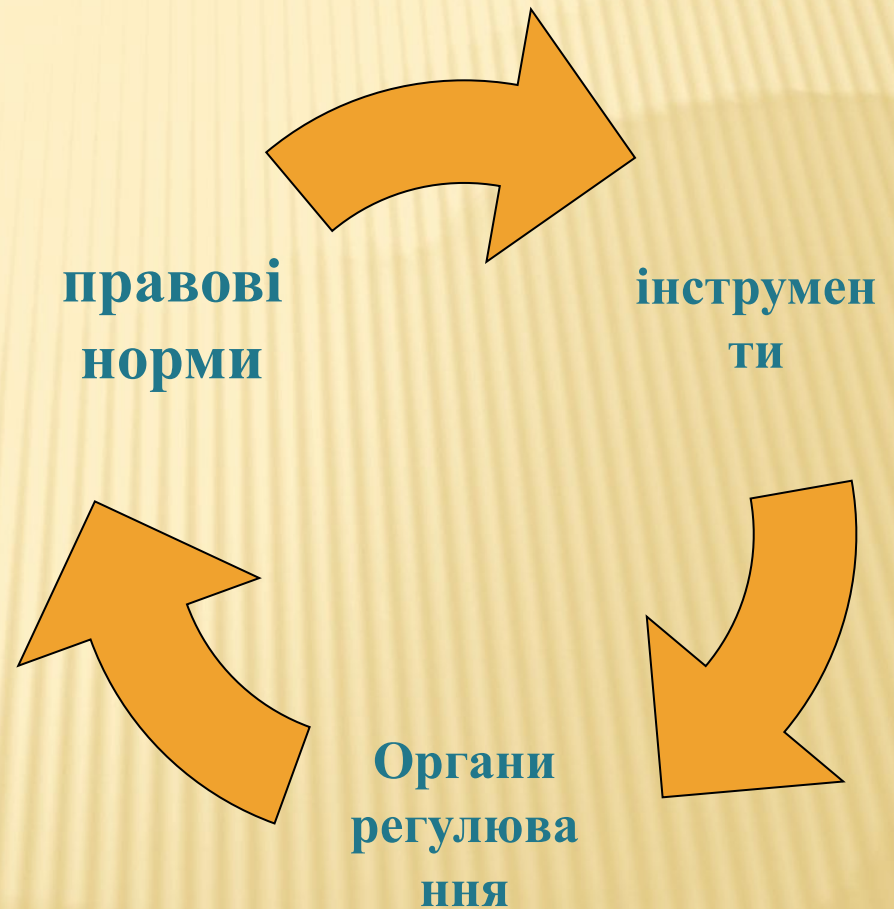 правові
норми
інструмен
ти
Органи
регулюва
ння